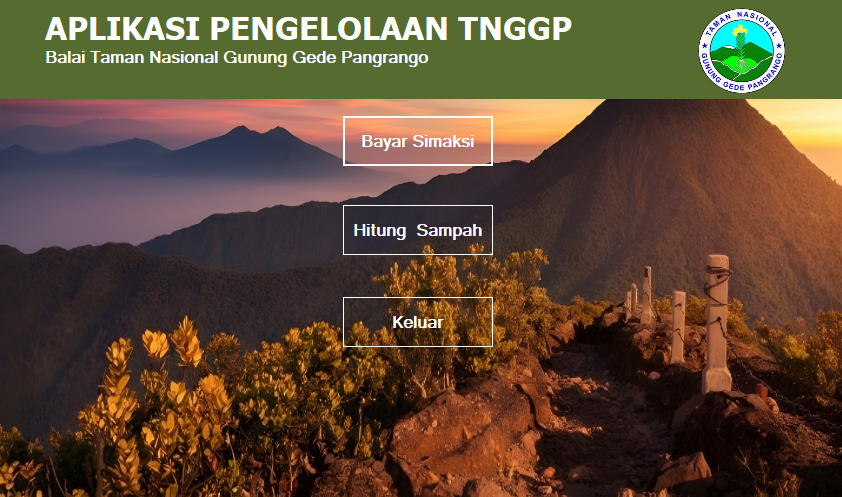 APLIKASI PENGELOLAAN TNGGP
Balai Taman Nasional Gunung Gede Pangrango
TAMAN NASIONAL
GUNUNG GEDE PANGRANGO
Bayar Simaksi
Hitung  Sampah
Keluar